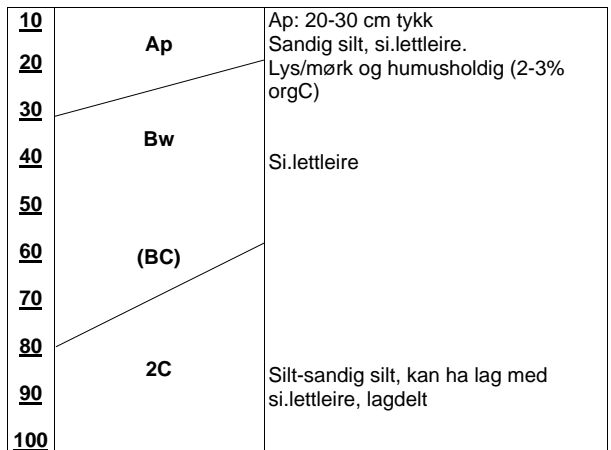 10
Ap
Ap: 20-30 cm tykk
Sandig silt, si.lettleire.
20
Lys/mørk og humusholdig (2-3%
orgC)
30
Bw
40
Si.lettleire
50
60
(BC)
70
80
2C
Silt-sandig silt, kan ha lag med
90
si.lettleire, lagdelt
100